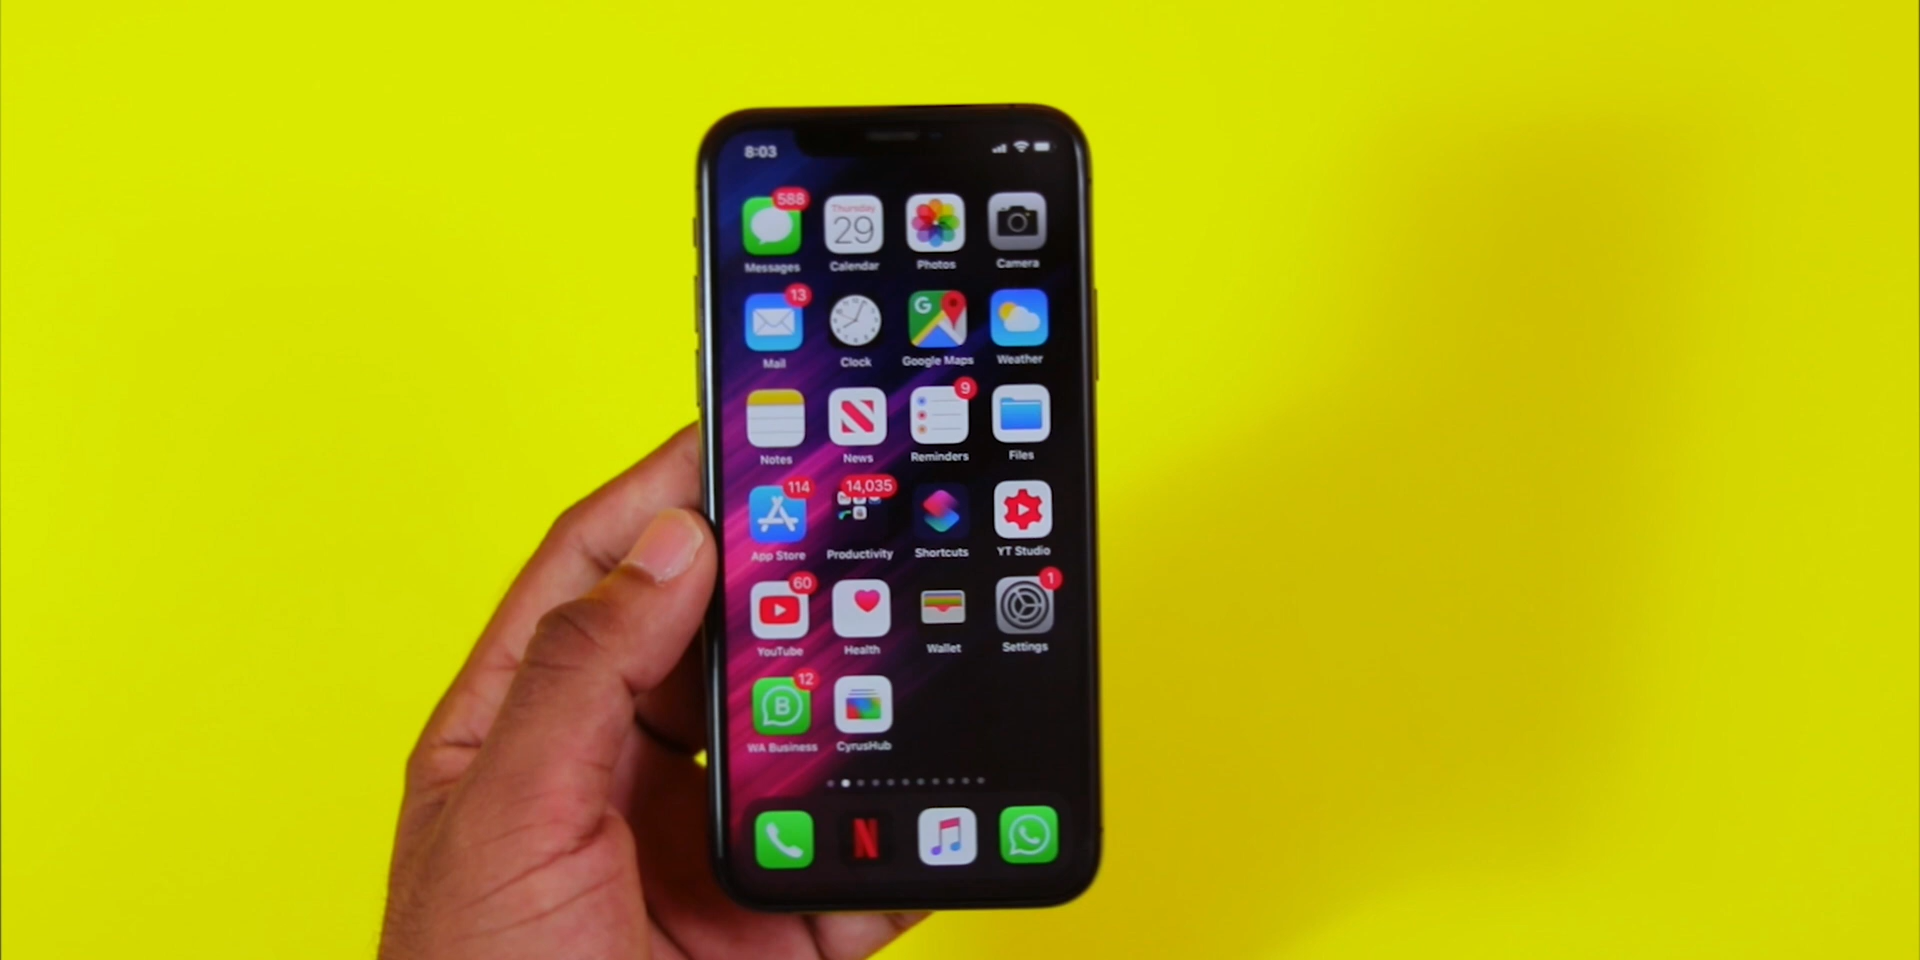 8:03
588
Messages
Thursday
29
Calendar
Photos
Camera
13
Mail
Clock
G
Google Maps
Weather
Notes
News
9
Reminders
Files
114
App Store
14,035
Productivity
Shortcuts
YT Studio
60
YouTube
Health
Wallet
1
Settings
12
B
WA Business
CyrusHub
N